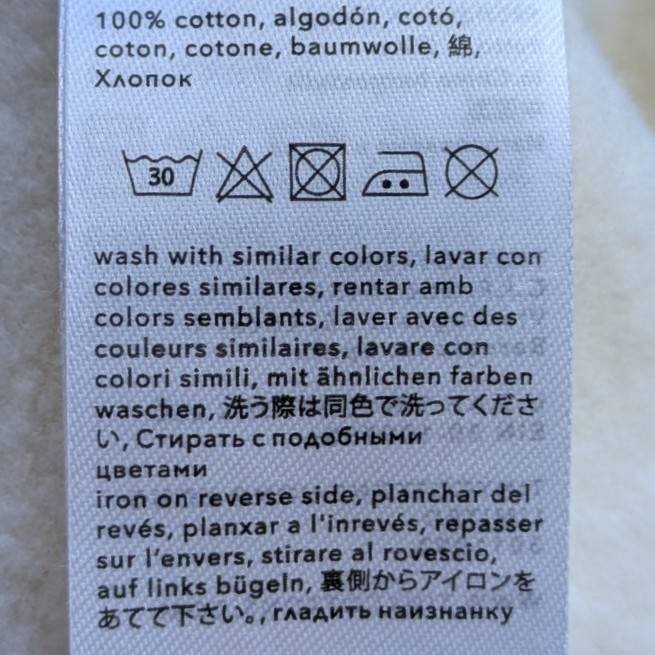 100% cotton, algodón, cotó,
coton, cotone, baumwolle, 綿,
Хлопок
30
wash with similar colors, lavar con
colores similares, rentar amb
colors semblants, laver avec des
couleurs similaires, lavare con
colori simili, mit ähnlichen farben
waschen, 洗う際は同色で洗ってくださ
い, Стирать с подобными
цветами
iron on reverse side, planchar del
revés, planxar a l'inrevés, repasser
sur l'envers, stirare al rovescio,
auf links bügeln, 裏側からアイロンを
あてて下さい。, гладить наизнанку